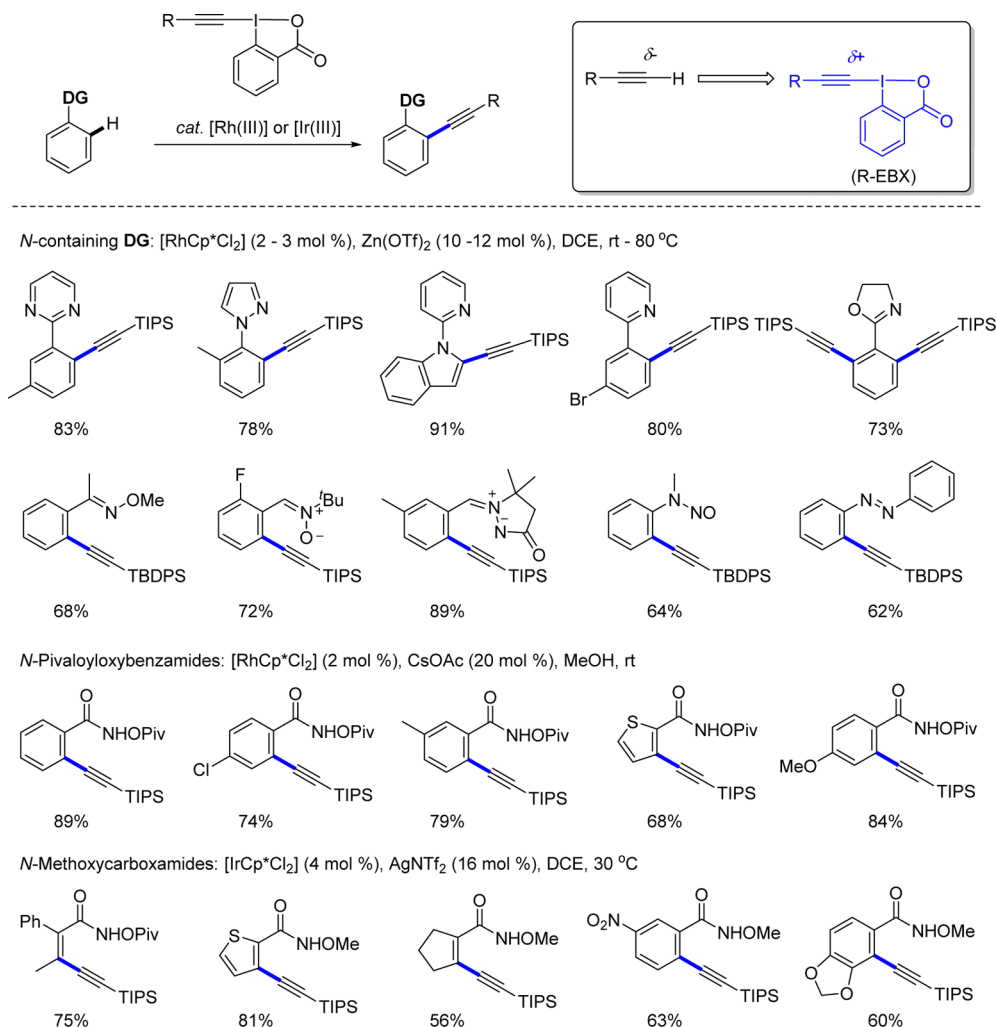 R I O
O
DG H
cat. [Rh(III)] or [Ir(III)]
DG R
δ- δ+
R H R I O
O
(R-EBX)
N-containing DG: [RhCp*Cl2] (2 - 3 mol %), Zn(OTf)2 (10 -12 mol %), DCE, rt - 80 °C
N N TIPS
N N TIPS
N N TIPS
N TIPS Br
O N TIPS TIPS
83% 78% 91% 80% 73%
N OMe TBDPS
F N+ tBu O− TIPS
N+ N− O TIPS
N NO TBDPS
N N TBDPS
68% 72% 89% 64% 62%
N-Pivaloyloxybenzamides: [RhCp*Cl2] (2 mol %), CsOAc (20 mol %), MeOH, rt
O NHOPiv TIPS
O NHOPiv Cl TIPS
O NHOPiv TIPS
S O NHOPiv TIPS
O NHOPiv MeO TIPS
89% 74% 79% 68% 84%
N-Methoxycarboxamides: [IrCp*Cl2] (4 mol %), AgNTf2 (16 mol %), DCE, 30 °C
Ph O NHOPiv TIPS
S O NHOMe TIPS
O NHOMe TIPS
O2N O NHOMe TIPS
O NHOMe O O TIPS
75% 81% 56% 63% 60%